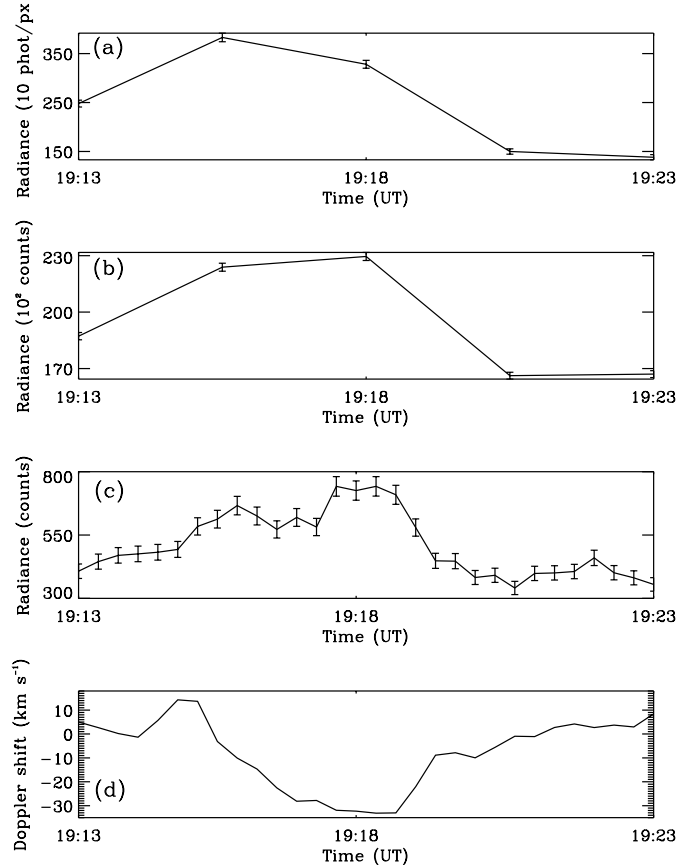 (a)
Radiance (10 phot/px
350
250
150
19:13 19:18 19:23
Time (UT)
(b)
Radiance (10² counts)
230
200
170
19:13 19:18 19:23
Time (UT)
(c)
Radiance (counts)
800
550
300
19:13 19:18 19:23
Time (UT)
Doppler shift (km s⁻¹)
10
0
−10
−20
−30
(d)
19:13 19:18 19:23
Time (UT)